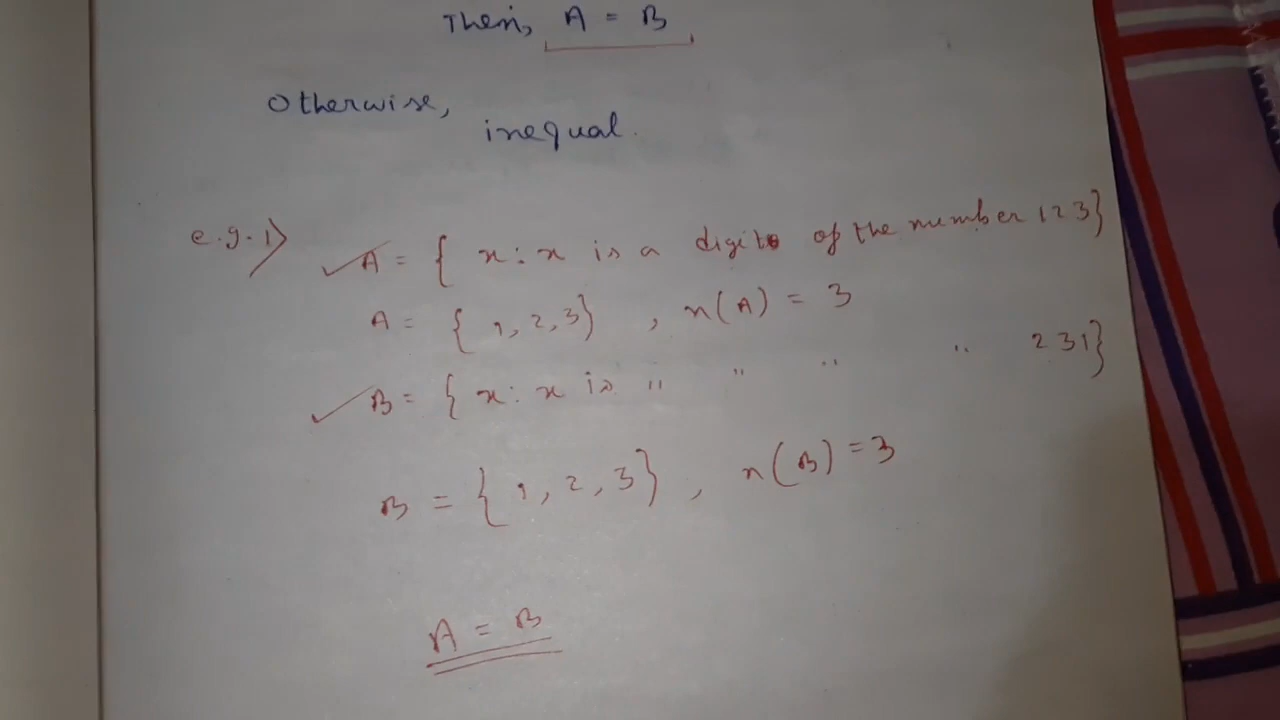 Then, A = B
Otherwise,
inequal.
e.g. 1) A = { x : x is a digit of the number 123}
A = { 1, 2, 3} , n(A) = 3
B = { x : x is " " " " 231}
B = { 1, 2, 3} , n(B) = 3
A = B